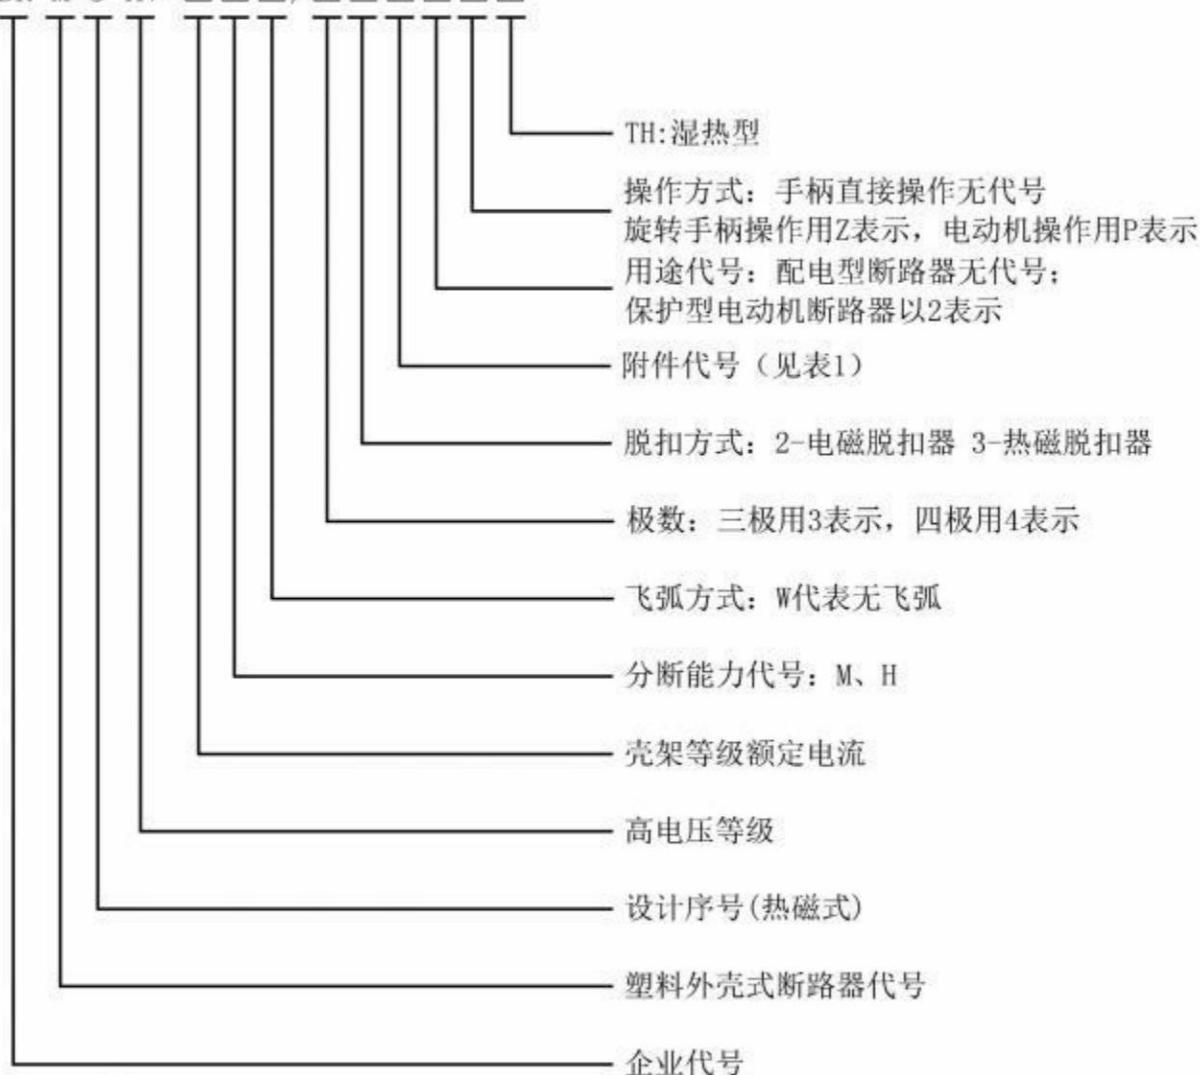 TH:湿热型
操作方式：手柄直接操作无代号
旋转手柄操作用Z表示，电动机操作用P表示
用途代号：配电型断路器无代号；
保护型电动机断路器以2表示
附件代号（见表1）
脱扣方式：2-电磁脱扣器 3-热磁脱扣器
极数：三极用3表示，四极用4表示
飞弧方式：W代表无飞弧
分断能力代号：M、H
壳架等级额定电流
高电压等级
设计序号(热磁式)
塑料外壳式断路器代号
企业代号